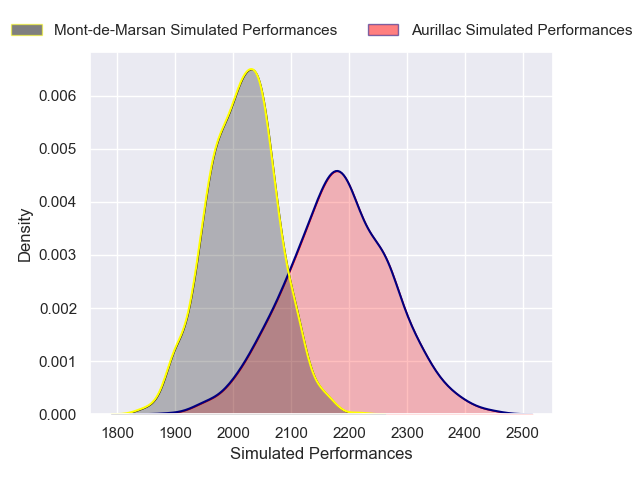 Mont-de-Marsan Simulated Performances Aurillac Simulated Performances
0.006
0.005
0.004
0.003
0.002
0.001
0.000
Density
1800 1900 2000 2100 2200 2300 2400 2500
Simulated Performances